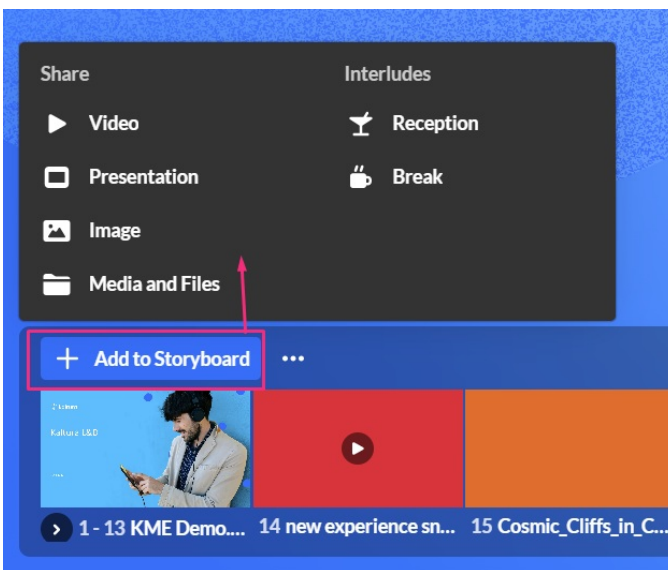 Share
Interludes
Video
Reception
Presentation
Break
Image
Media and Files
Add to Storyboard
Kaltura L&D
1 - 13 KME Demo....
14 new experience sn...
15 Cosmic_Cliffs_in_C...